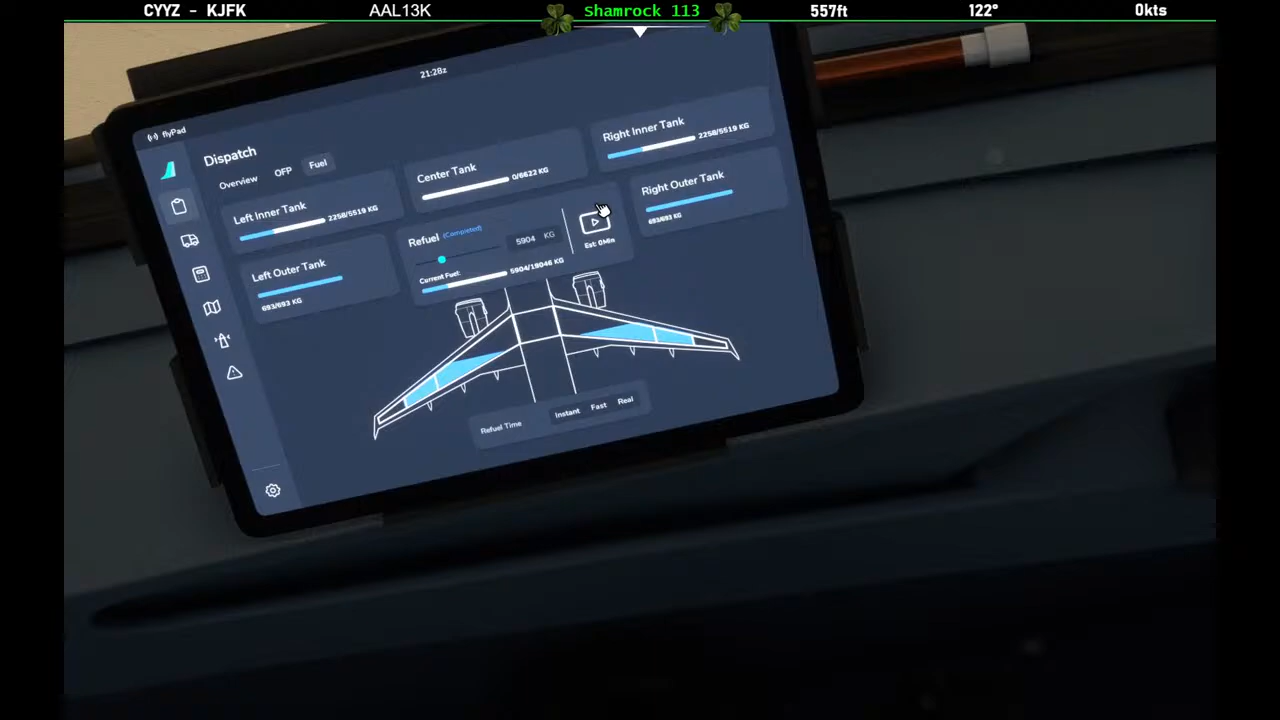 CYYZ - KJFK AAL13K Shamrock 113 557ft 122° 0kts
21:28z
flyPad
Dispatch
Overview OFP Fuel
Left Inner Tank
2258/5519 KG
Center Tank
0/6622 KG
Right Inner Tank
2258/5519 KG
Left Outer Tank
693/693 KG
Refuel (Completed)
5904 KG
Est: 0Min
Current Fuel:
5904/19046 KG
Right Outer Tank
693/693 KG
Refuel Time Instant Fast Real